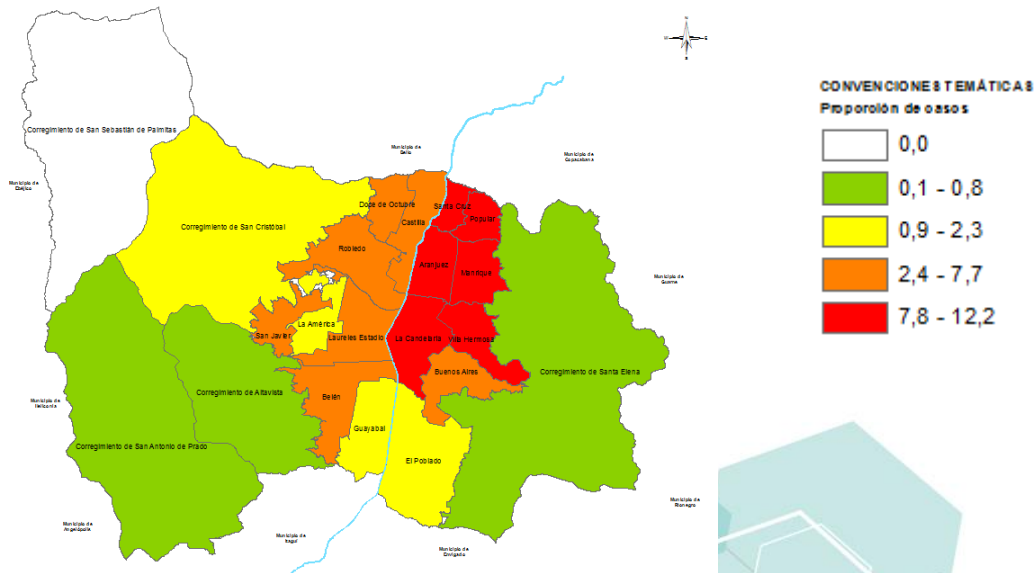 N
W E
S
Corregimiento de San Sebastián de Palmitas
Municipio de
Bello
Municipio de
Copacabana
Municipio de
Ebéjico
Doce de Octubre
Santa Cruz
Popular
Castilla
Corregimiento de San Cristóbal
Robledo
Aranjuez
Manrique
Municipio de
Guarne
La América
San Javier
Laureles Estadio
La Candelaria
Villa Hermosa
Buenos Aires
Corregimiento de Santa Elena
Corregimiento de Altavista
Belén
Municipio de
Heliconia
Guayabal
Corregimiento de San Antonio de Prado
El Poblado
Municipio de
Rionegro
Municipio de
Angelópolis
Municipio de
Itaguí
Municipio de
Envigado
CONVENCIONES TEMÁTICAS
Proporción de casos
0,0
0,1 - 0,8
0,9 - 2,3
2,4 - 7,7
7,8 - 12,2